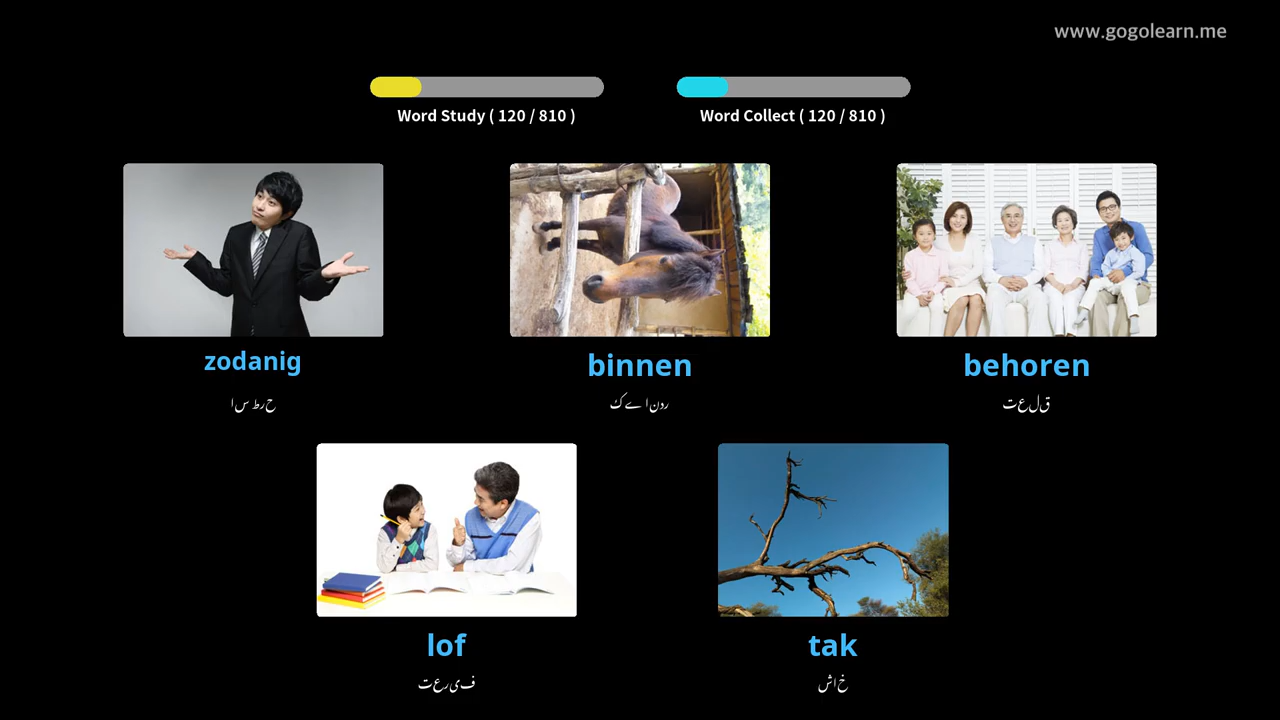 www.gogolearn.me
Word Study ( 120 / 810 )
Word Collect ( 120 / 810 )
zodanig
اس طرح
binnen
کے اندر
behoren
تعلق
lof
تعریف
tak
شاخ